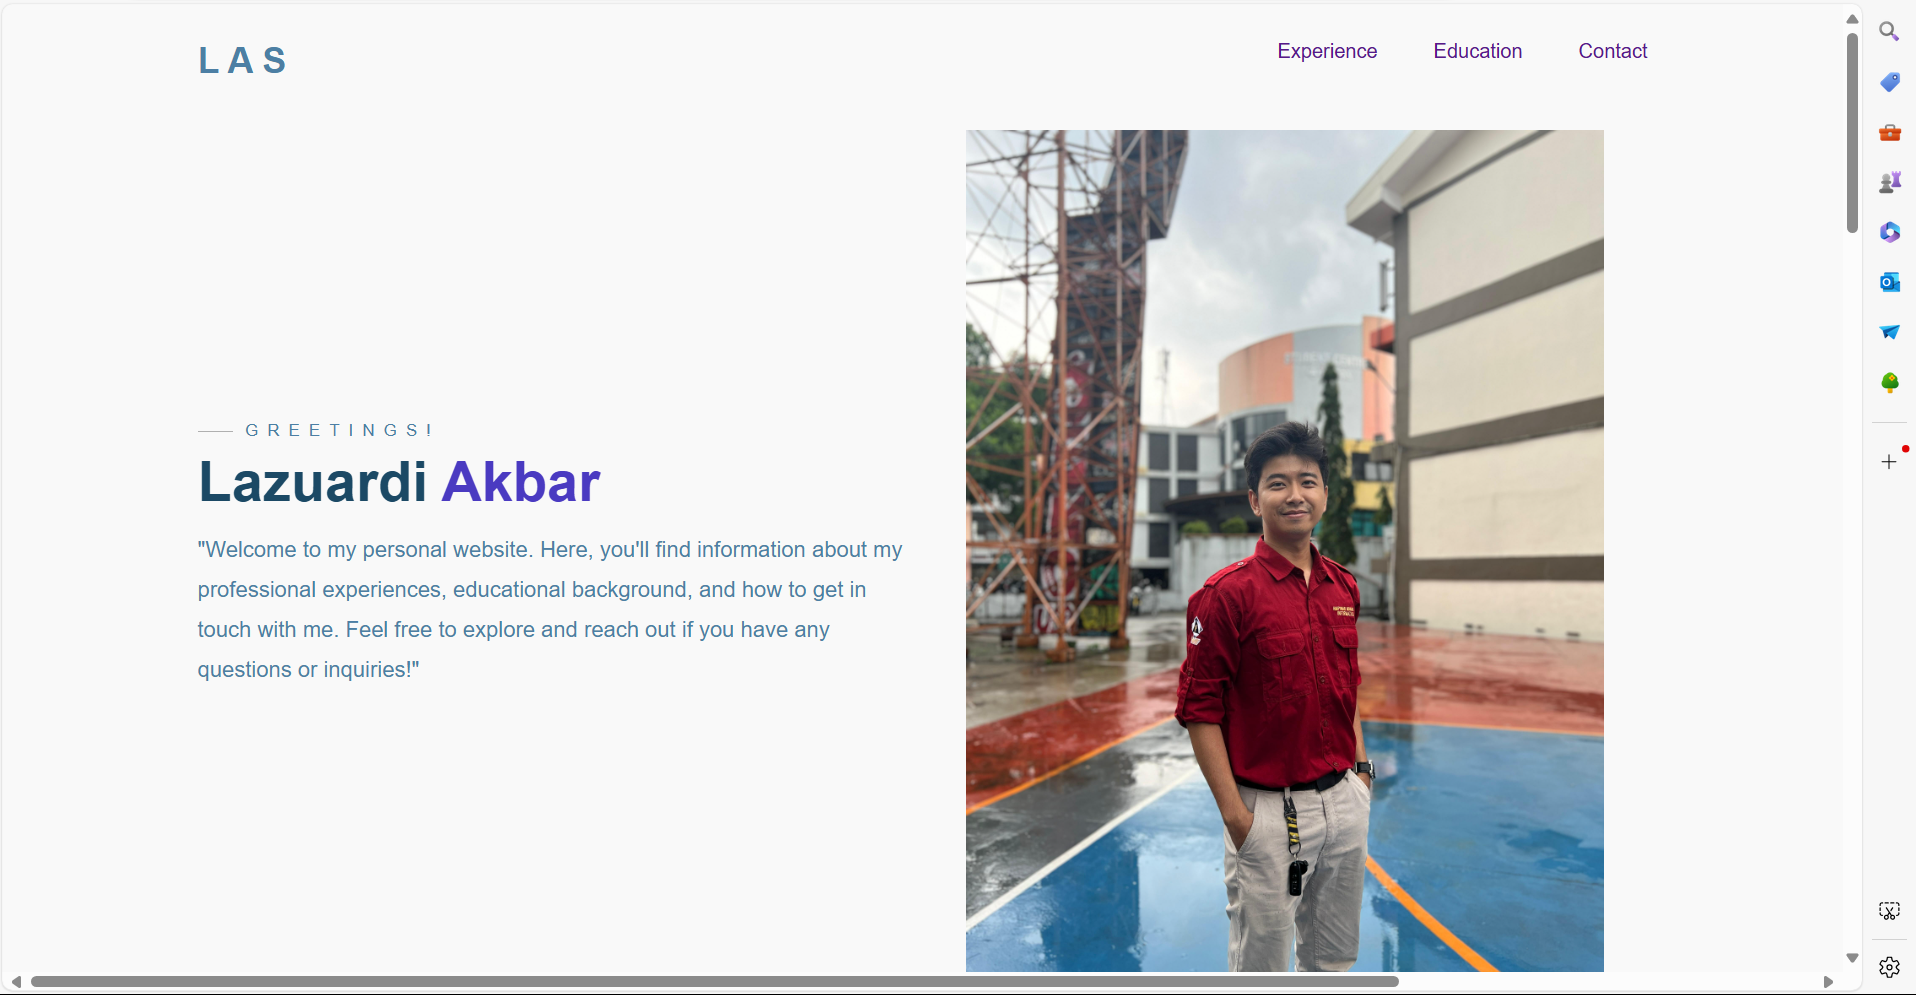 LAS
Experience Education Contact
GREETINGS!
Lazuardi Akbar
"Welcome to my personal website. Here, you'll find information about my
professional experiences, educational background, and how to get in
touch with me. Feel free to explore and reach out if you have any
questions or inquiries!"
STUDENT CENTER